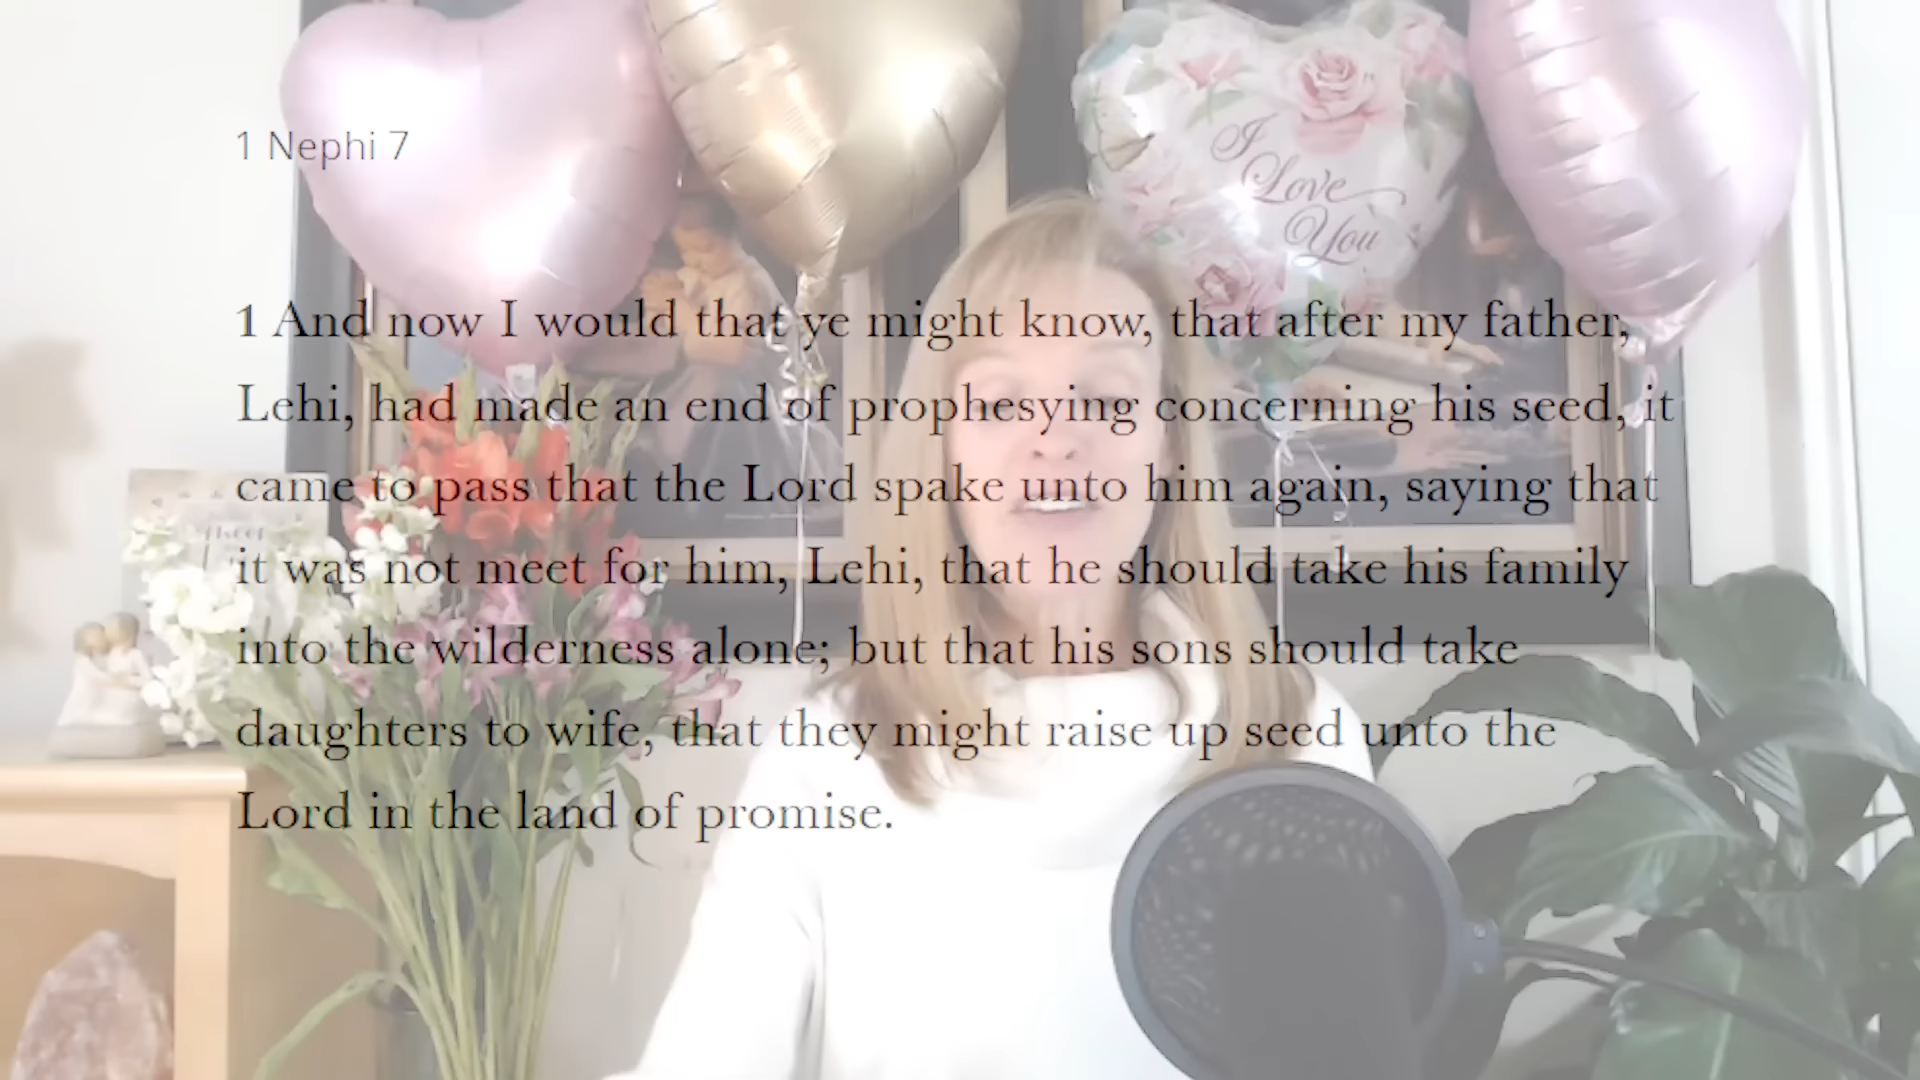 1 Nephi 7
I
Love
You
1 And now I would that ye might know, that after my father,
Lehi, had made an end of prophesying concerning his seed, it
came to pass that the Lord spake unto him again, saying that
it was not meet for him, Lehi, that he should take his family
into the wilderness alone; but that his sons should take
daughters to wife, that they might raise up seed unto the
Lord in the land of promise.